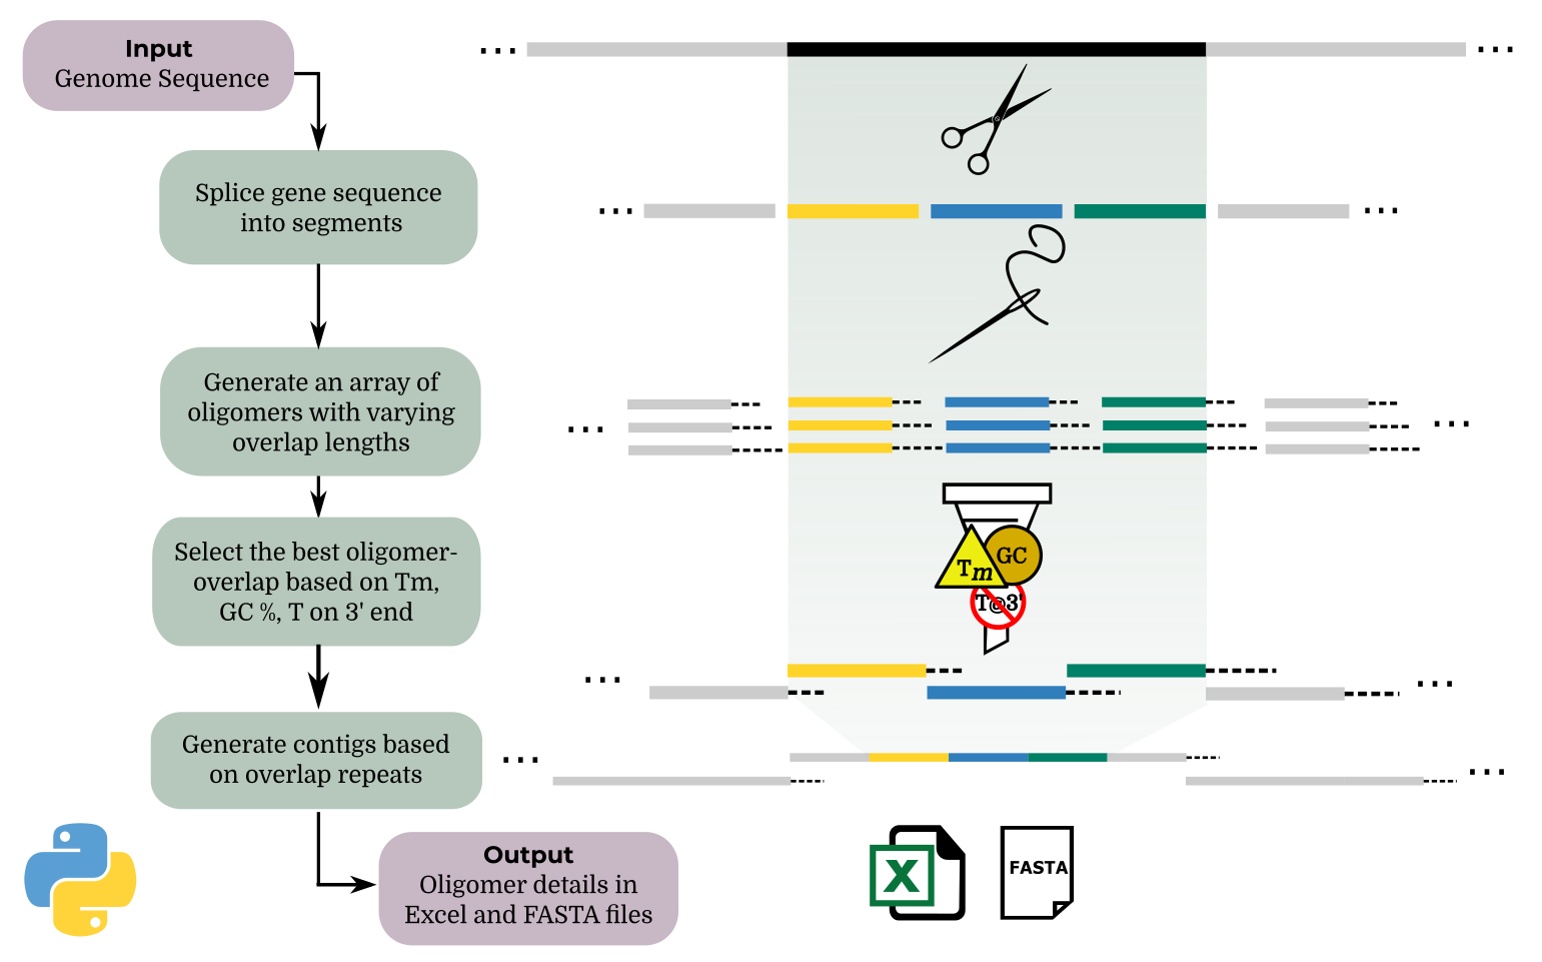 Input
Genome Sequence
Splice gene sequence
into segments
Generate an array of
oligomers with varying
overlap lengths
Select the best oligomer-
overlap based on Tm,
GC %, T on 3' end
Generate contigs based
on overlap repeats
Output
Oligomer details in
Excel and FASTA files
GC
Tm
T@3'
X
FASTA